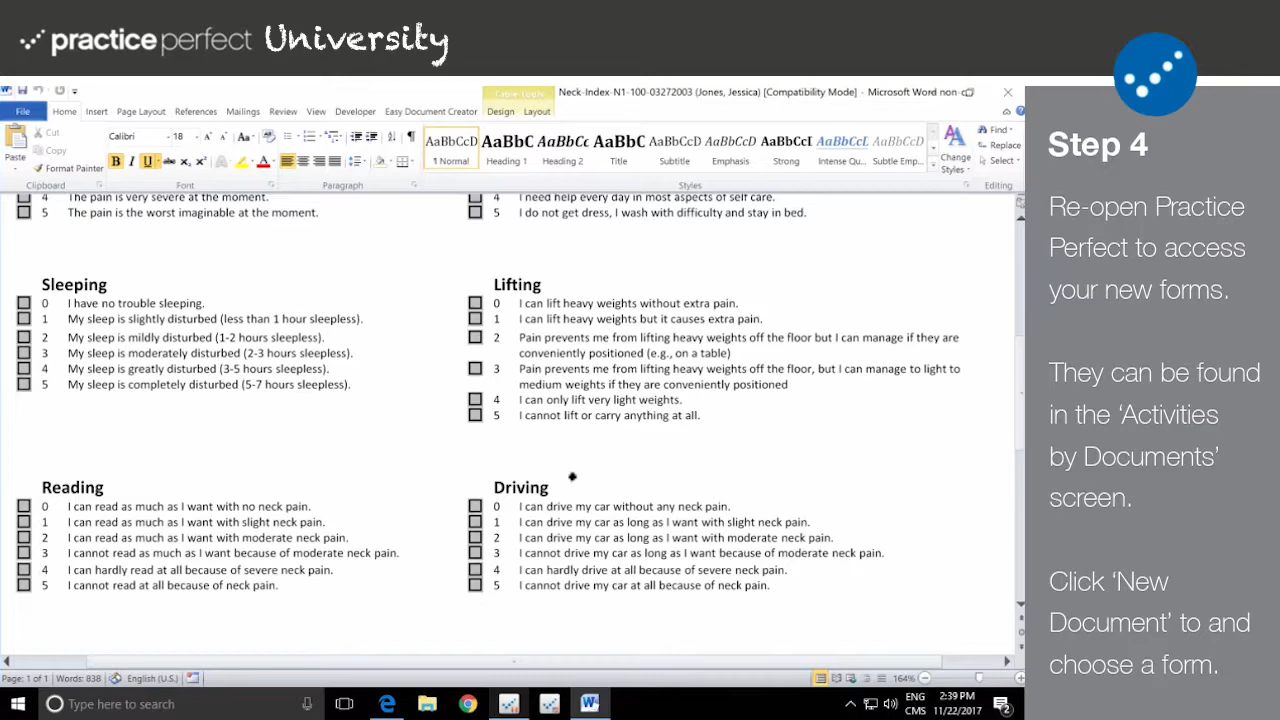 practiceperfect University
Neck-Index-N1-100-03272003 (Jones, Jessica) [Compatibility Mode] - Microsoft Word non-c
Table Tools
File Home Insert Page Layout References Mailings Review View Developer Easy Document Creator Design Layout
Paste
Cut
Copy
Format Painter
Clipboard
Calibri 18
Font
Paragraph
AaBbCcD AaBbC AaBbCc AaBbC AaBbCcD AaBbCcD AaBbCcI AaBbCcL AaBbCcD
¶ Normal Heading 1 Heading 2 Title Subtitle Emphasis Strong Intense Qu... Subtle Emp...
Styles
Change
Styles
Find
Replace
Select
Editing
4 The pain is very severe at the moment.
5 The pain is the worst imaginable at the moment.
4 I need help every day in most aspects of self care.
5 I do not get dress, I wash with difficulty and stay in bed.
Sleeping
0 I have no trouble sleeping.
1 My sleep is slightly disturbed (less than 1 hour sleepless).
2 My sleep is mildly disturbed (1-2 hours sleepless).
3 My sleep is moderately disturbed (2-3 hours sleepless).
4 My sleep is greatly disturbed (3-5 hours sleepless).
5 My sleep is completely disturbed (5-7 hours sleepless).
Lifting
0 I can lift heavy weights without extra pain.
1 I can lift heavy weights but it causes extra pain.
2 Pain prevents me from lifting heavy weights off the floor but I can manage if they are
conveniently positioned (e.g., on a table)
3 Pain prevents me from lifting heavy weights off the floor, but I can manage to light to
medium weights if they are conveniently positioned
4 I can only lift very light weights.
5 I cannot lift or carry anything at all.
Reading
0 I can read as much as I want with no neck pain.
1 I can read as much as I want with slight neck pain.
2 I can read as much as I want with moderate neck pain.
3 I cannot read as much as I want because of moderate neck pain.
4 I can hardly read at all because of severe neck pain.
5 I cannot read at all because of neck pain.
Driving
0 I can drive my car without any neck pain.
1 I can drive my car as long as I want with slight neck pain.
2 I can drive my car as long as I want with moderate neck pain.
3 I cannot drive my car as long as I want because of moderate neck pain.
4 I can hardly drive at all because of severe neck pain.
5 I cannot drive my car at all because of neck pain.
Page: 1 of 1 Words: 838 English (U.S.) 164%
Type here to search
ENG 2:39 PM
CMS 11/22/2017
2
Step 4
Re-open Practice
Perfect to access
your new forms.
They can be found
in the ‘Activities
by Documents’
screen.
Click ‘New
Document’ to and
choose a form.